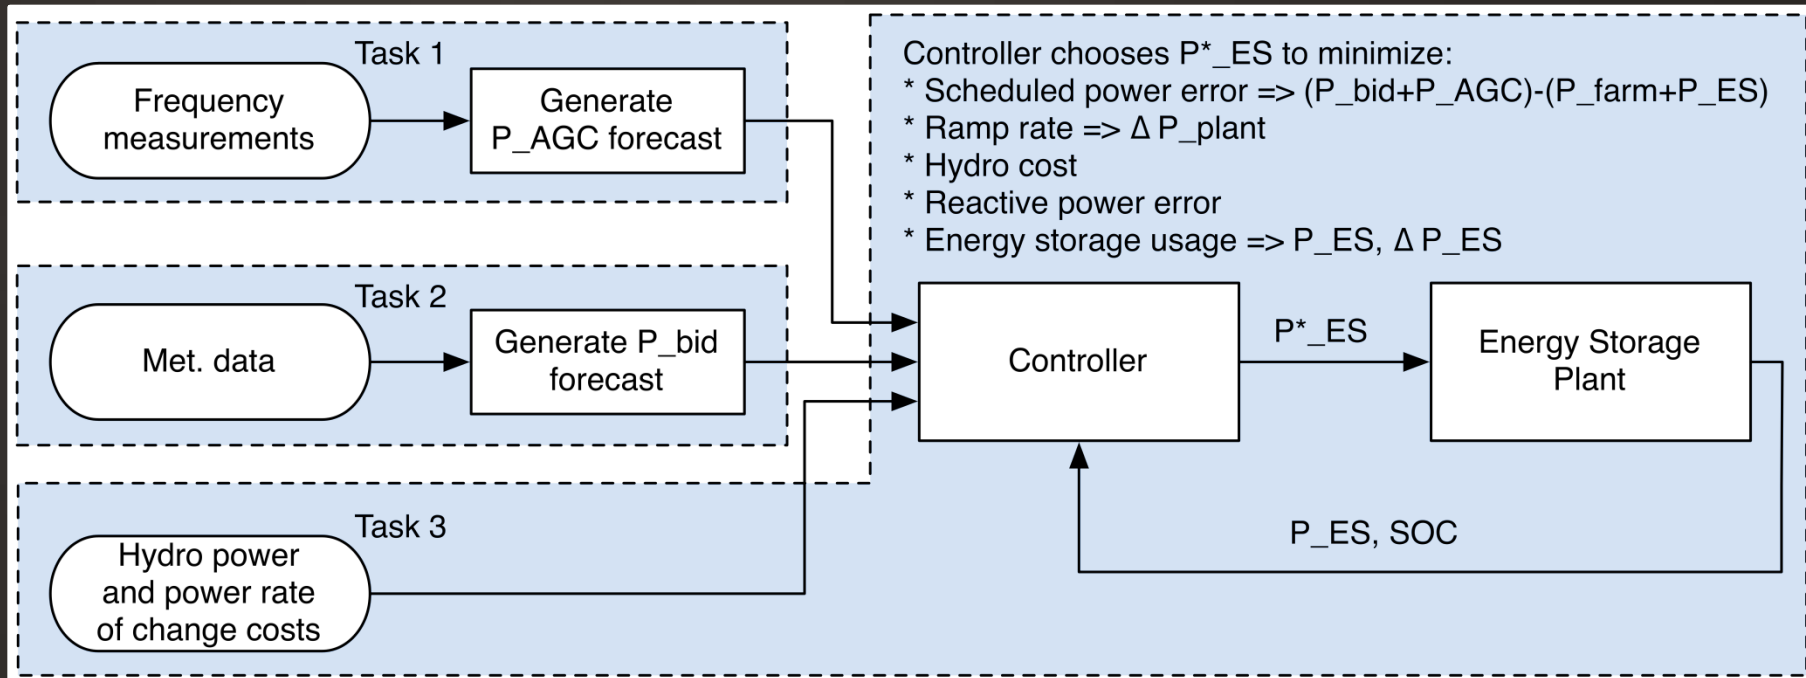 Task 1
Frequency
measurements
Generate
P_AGC forecast
Task 2
Met. data
Generate P_bid
forecast
Task 3
Hydro power
and power rate
of change costs
Controller chooses P*_ES to minimize:
* Scheduled power error => (P_bid+P_AGC)-(P_farm+P_ES)
* Ramp rate => Δ P_plant
* Hydro cost
* Reactive power error
* Energy storage usage => P_ES, Δ P_ES
Controller
P*_ES
Energy Storage
Plant
P_ES, SOC